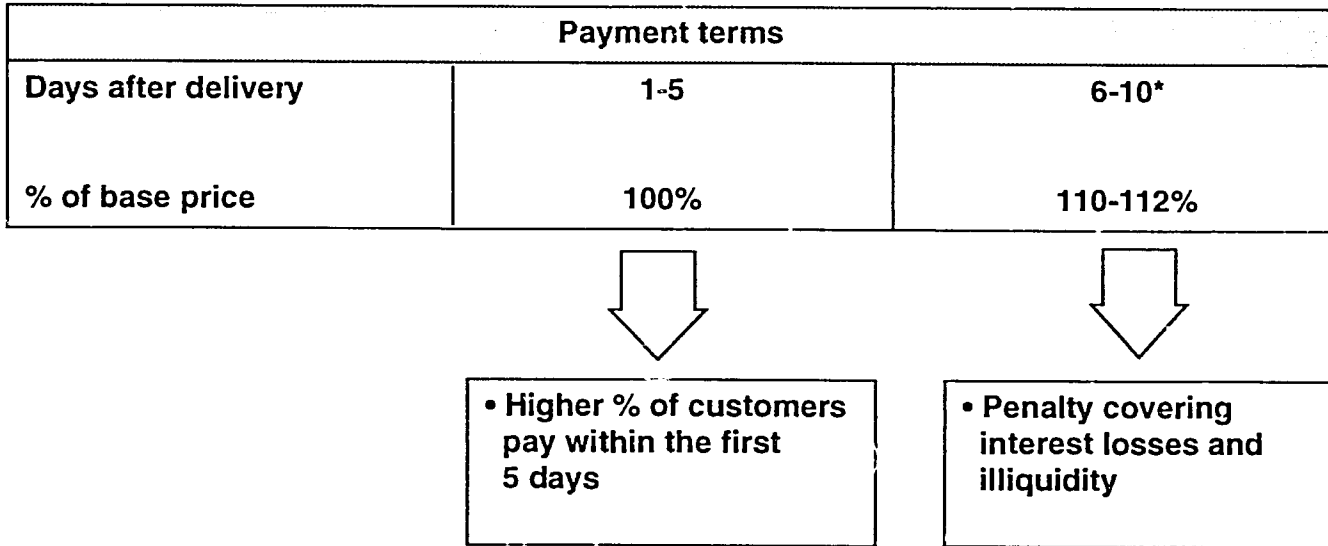 Payment terms
Days after delivery 1-5 6-10*
% of base price 100% 110-112%
• Higher % of customers
pay within the first
5 days
• Penalty covering
interest losses and
illiquidity